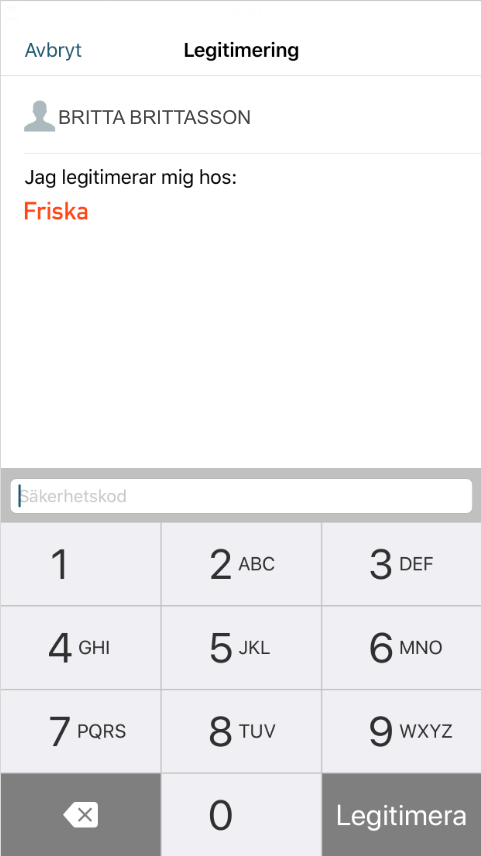 Avbryt Legitimering
BRITTA BRITTASSON
Jag legitimerar mig hos:
Friska
Säkerhetskod
1 2 ABC 3 DEF
4 GHI 5 JKL 6 MNO
7 PQRS 8 TUV 9 WXYZ
0 Legitimera